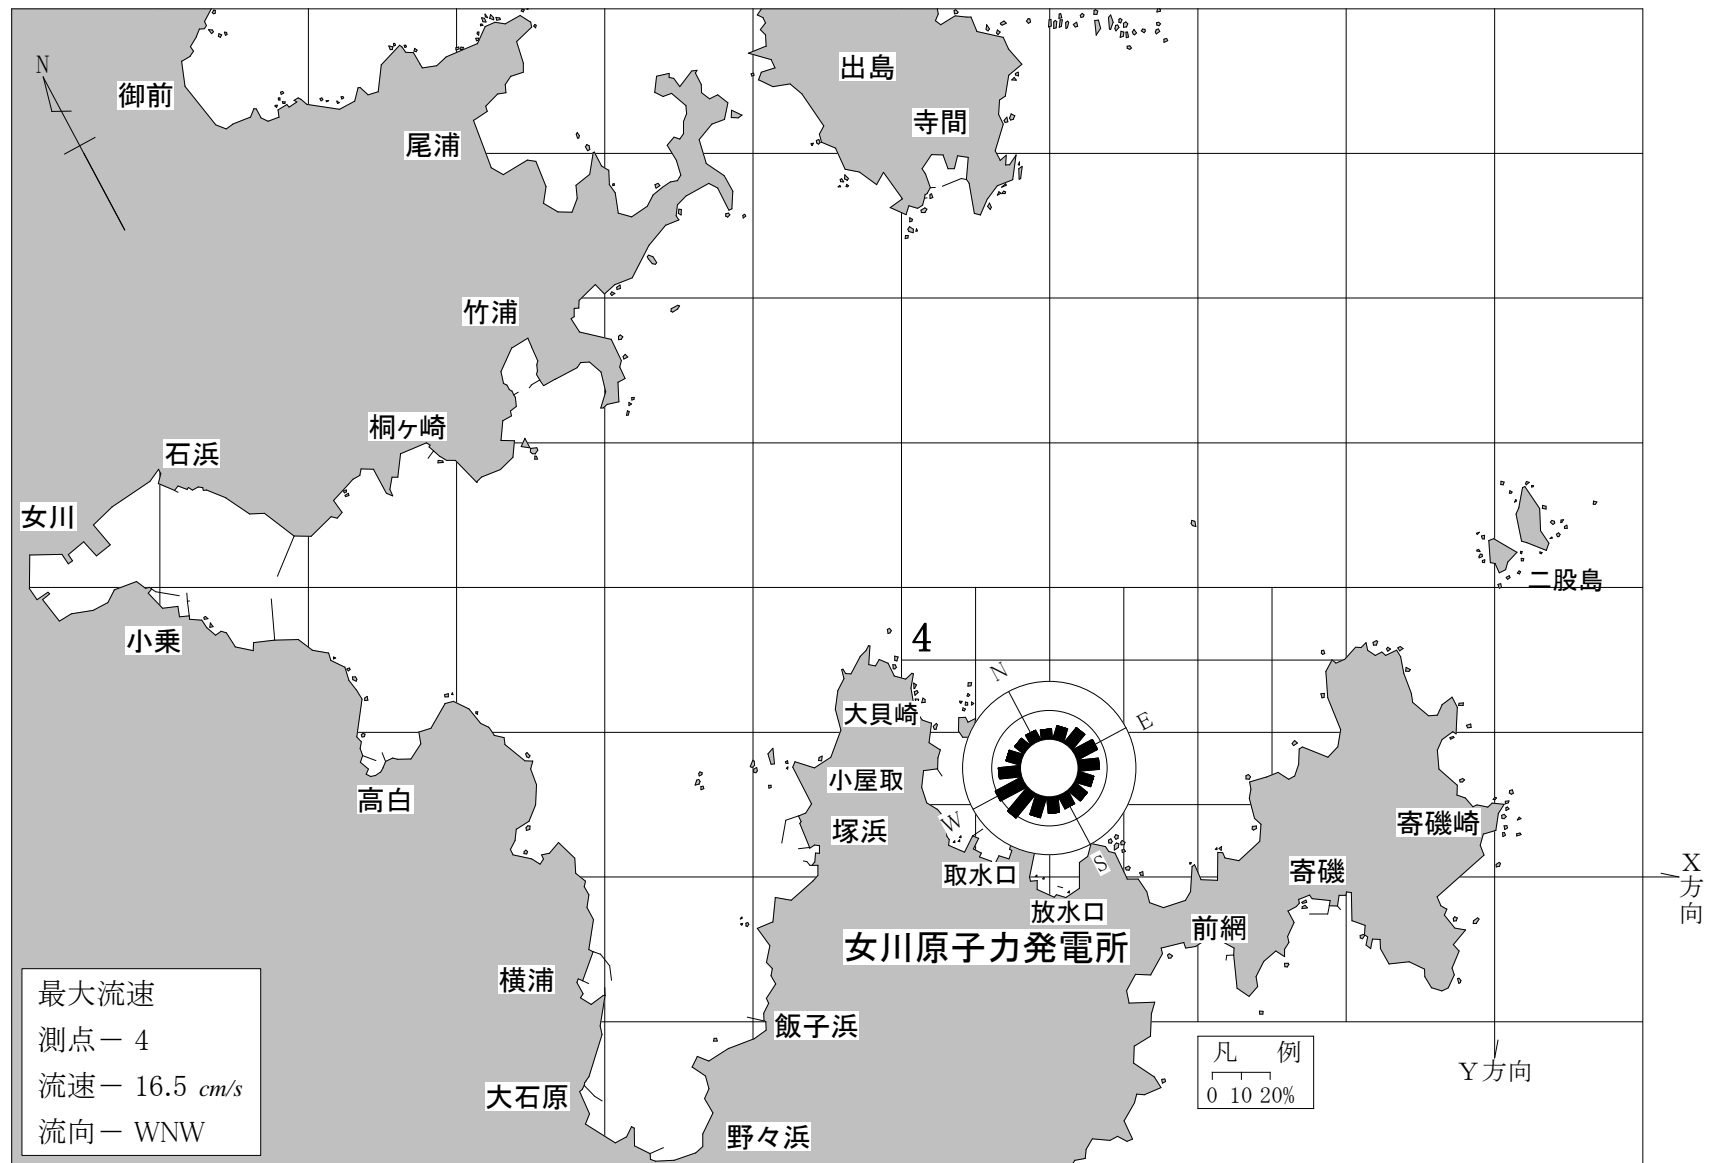 N
御前
出島
寺間
尾浦
竹浦
桐ヶ崎
石浜
女川
二股島
小乗
4
N
E
W
S
大貝崎
小屋取
高白
塚浜
寄磯崎
取水口
寄磯
X方向
放水口
前網
女川原子力発電所
横浦
飯子浜
大石原
野々浜
Y方向
凡 例
0 10 20%
最大流速
測点－ 4
流速－ 16.5 cm/s
流向－ WNW